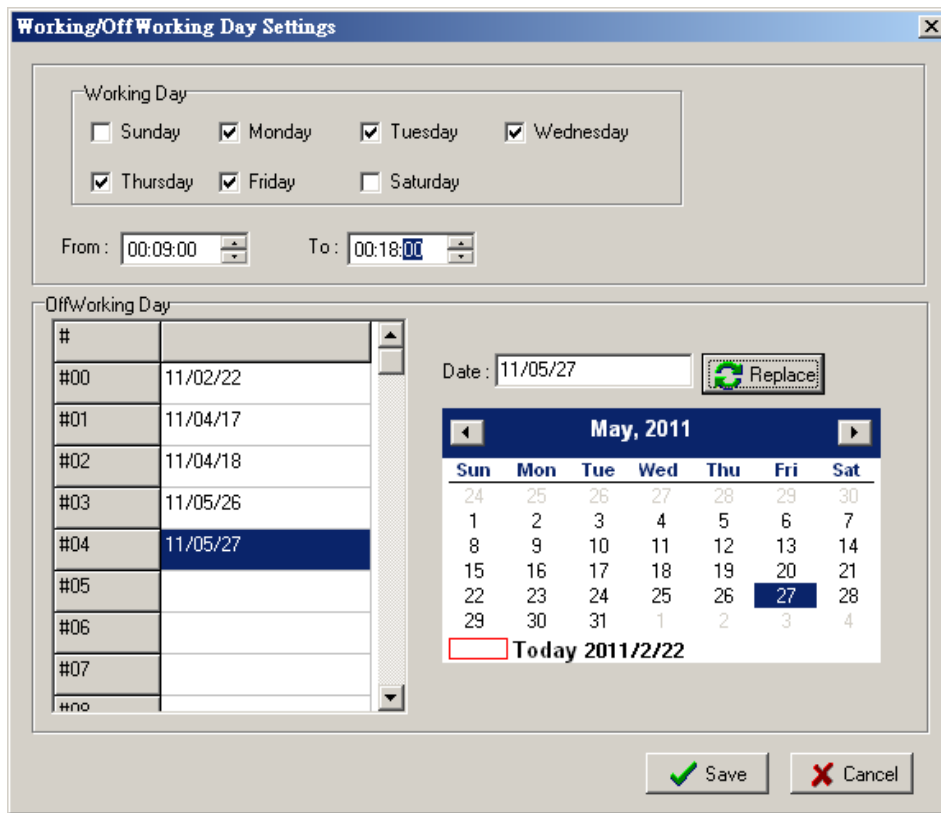 Working/OffWorking Day Settings
Working Day
Sunday Monday Tuesday Wednesday
Thursday Friday Saturday
From : 00:09:00 To : 00:18:00
OffWorking Day
#
#00 11/02/22
#01 11/04/17
#02 11/04/18
#03 11/05/26
#04 11/05/27
#05
#06
#07
Date : 11/05/27 Replace
May, 2011
Sun Mon Tue Wed Thu Fri Sat
24 25 26 27 28 29 30
1 2 3 4 5 6 7
8 9 10 11 12 13 14
15 16 17 18 19 20 21
22 23 24 25 26 27 28
29 30 31 1 2 3 4
Today 2011/2/22
Save Cancel